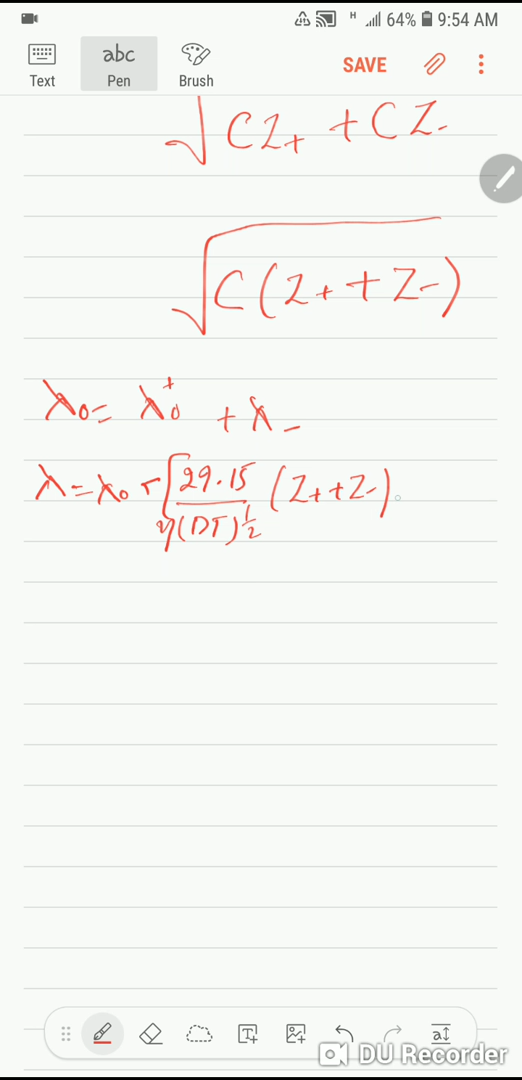 H 64% 9:54 AM
abc
Text Pen Brush SAVE
√CZ+ + CZ-
√C(Z+ + Z-)
λ₀ = λ₀⁺ + λ-
λ = λ₀ - [29.15/η(DT)^1/2 (Z+ + Z-)
T+ a
DU Recorder